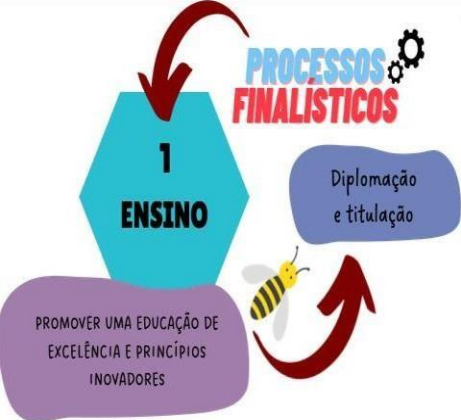 PROCESSOS
FINALÍSTICOS
1
ENSINO
Diplomação
e titulação
PROMOVER UMA EDUCAÇÃO DE
EXCELÊNCIA E PRINCÍPIOS
INOVADORES